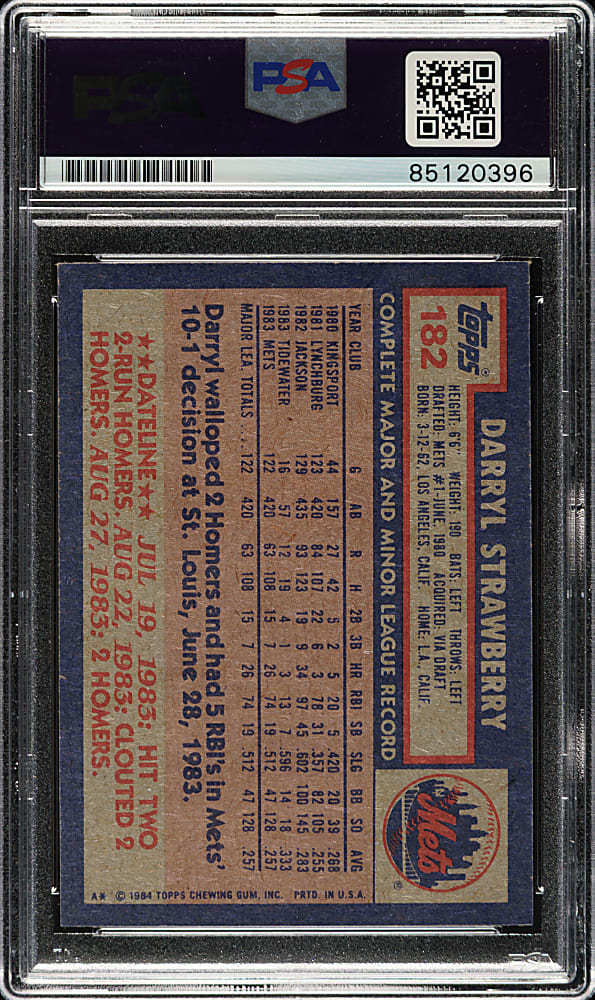 PSA
85120396
topps®
182
DARRYL STRAWBERRY
HEIGHT: 6'6" WEIGHT: 190 BATS: LEFT THROWS: LEFT
DRAFTED: METS #1-JUNE, 1980 ACQUIRED: VIA DRAFT
BORN: 3-12-62, LOS ANGELES, CALIF. HOME: L.A., CALIF.
Mets
NY
®
COMPLETE MAJOR AND MINOR LEAGUE RECORD
YEAR CLUB G AB R H 2B 3B HR RBI SB SLG BB SO AVG
1980 KINGSPORT 44 157 27 42 5 2 5 20 5 .420 20 39 .268
1981 LYNCHBURG 123 420 84 107 22 6 3 78 31 .357 82 105 .255
1982 JACKSON 129 435 93 123 19 9 34 97 45 .602 100 145 .283
1983 TIDEWATER 16 57 12 19 4 1 3 13 7 .596 14 18 .333
1983 METS 122 420 63 108 15 7 26 74 19 .512 47 128 .257
MAJOR LEA. TOTALS.. 122 420 63 108 15 7 26 74 19 .512 47 128 .257
Darryl walloped 2 Homers and had 5 RBI's in Mets'
10-1 decision at St. Louis, June 28, 1983.
★★DATELINE★★ JUL 19, 1983: HIT TWO
2-RUN HOMERS. AUG 22, 1983: CLOUTED 2
HOMERS. AUG 27, 1983: 2 HOMERS.
A* © 1984 TOPPS CHEWING GUM, INC. PRTD. IN U.S.A.
PSA